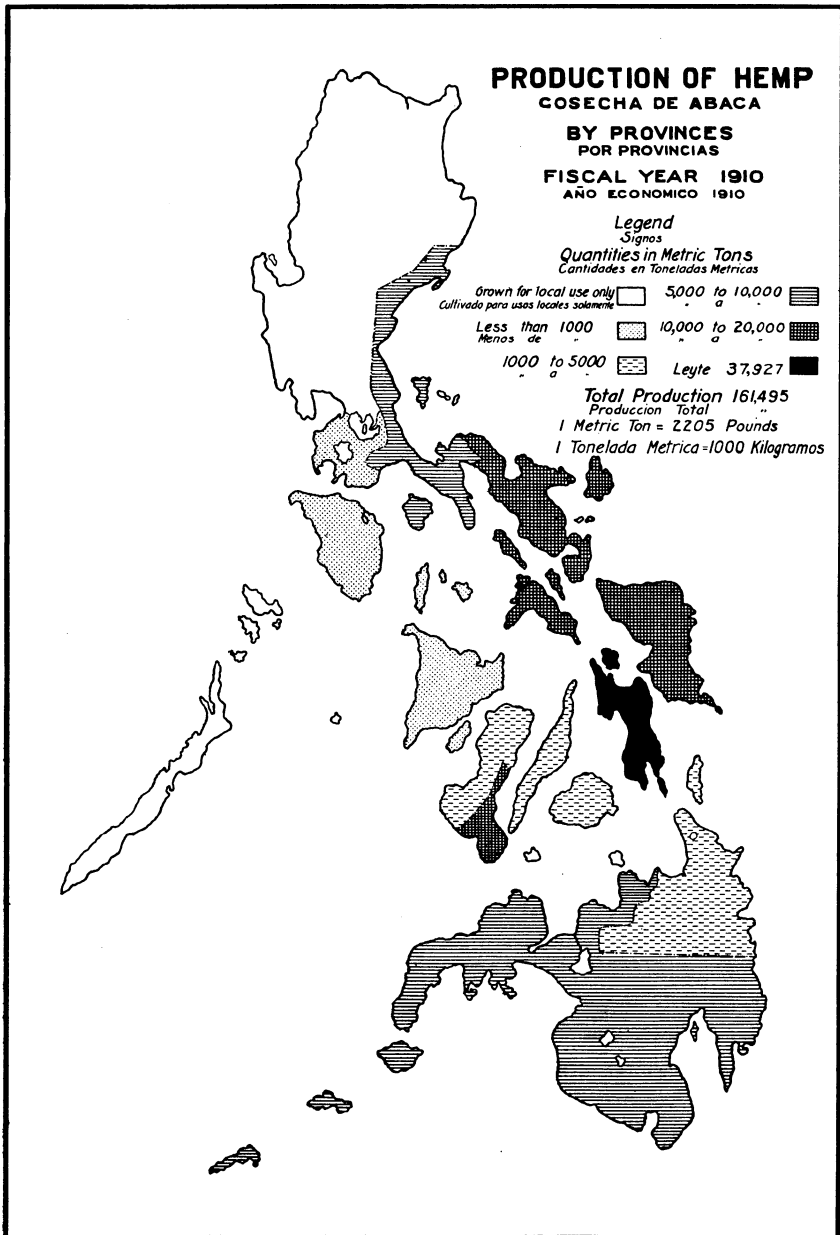 PRODUCTION OF HEMP
COSECHA DE ABACA
BY PROVINCES
POR PROVINCIAS
FISCAL YEAR 1910
AÑO ECONOMICO 1910
Legend
Signos
Quantities in Metric Tons
Cantidades en Toneladas Metricas
Grown for local use only
Cultivado para usos locales solamente
5,000 to 10,000
" a "
Less than 1000
Menos de "
10,000 to 20,000
" a "
1000 to 5000
" a "
Leyte 37,927
Total Production 161,495
Produccion Total "
1 Metric Ton = 2205 Pounds
1 Tonelada Metrica = 1000 Kilogramos